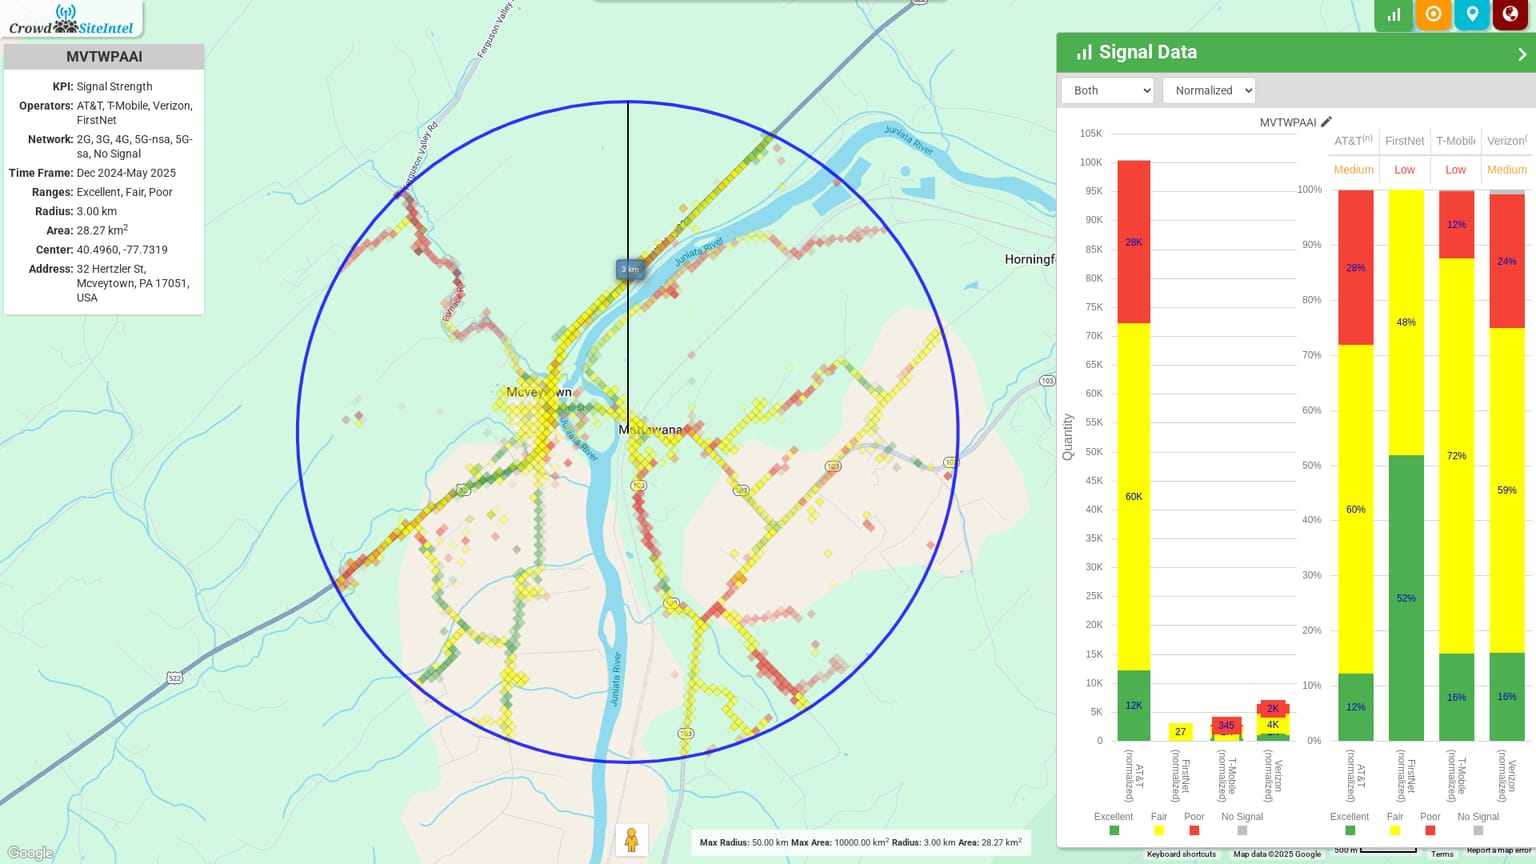 Crowd SiteIntel
MVTWPAAI
KPI: Signal Strength
Operators: AT&T, T-Mobile, Verizon,
FirstNet
Network: 2G, 3G, 4G, 5G-nsa, 5G-
sa, No Signal
Time Frame: Dec 2024-May 2025
Ranges: Excellent, Fair, Poor
Radius: 3.00 km
Area: 28.27 km2
Center: 40.4960, -77.7319
Address: 32 Hertzler St,
Mcveytown, PA 17051,
USA
Ferguson Valley
Ferguson Valley Rd
Juniata River
Juniata River
3 km
Furnace Rd
Horningf
103
Mcveytown
Juniata River
Mattawana
103
103
103
103
103
522
Juniata River
103
Google
Max Radius: 50.00 km Max Area: 10000.00 km2 Radius: 3.00 km Area: 28.27 km2
Signal Data
Both
Normalized
MVTWPAAI
105K
100K
95K
90K
85K
80K
75K
70K
65K
60K
55K
50K
45K
40K
35K
30K
25K
20K
15K
10K
5K
0
Quantity
28K
60K
12K
27
345
2K
4K
AT&T (normalized)
FirstNet (normalized)
T-Mobile (normalized)
Verizon (normalized)
Excellent
Fair
Poor
No Signal
AT&T(n)
FirstNet
T-Mobile
Verizon(
Medium
Low
Low
Medium
100%
90%
80%
70%
60%
50%
40%
30%
20%
10%
0%
28%
60%
12%
48%
52%
12%
72%
16%
24%
59%
16%
AT&T (normalized)
FirstNet (normalized)
T-Mobile (normalized)
Verizon (normalized)
Excellent
Fair
Poor
No Signal
Keyboard shortcuts
Map data ©2025 Google
500 m
Terms
Report a map error